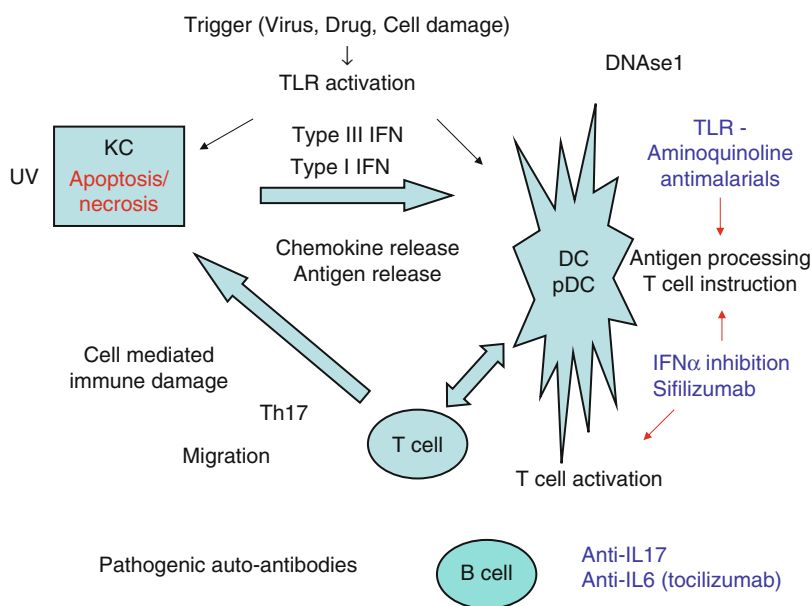 Trigger (Virus, Drug, Cell damage)
↓
TLR activation
DNAse1
Type III IFN
Type I IFN
UV
KC
Apoptosis/
necrosis
TLR -
Aminoquinoline
antimalarials
Chemokine release
Antigen release
DC
pDC
Antigen processing
T cell instruction
Cell mediated
immune damage
IFNα inhibition
Sifilizumab
Th17
Migration
T cell
T cell activation
Pathogenic auto-antibodies
B cell
Anti-IL17
Anti-IL6 (tocilizumab)